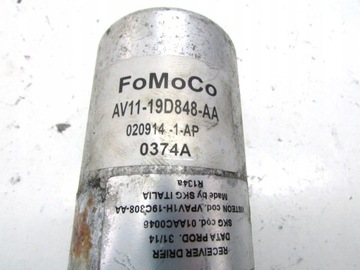 FoMoCo
AV11-19D848-AA
020914 -1-AP
0374A
RECEIVER DRIER
DATA PROD. 31/14
SKG cod. 01AAC0046
VISTEON cod. VPAV1H-19C308-AA
Made by SKG ITALIA
R134a